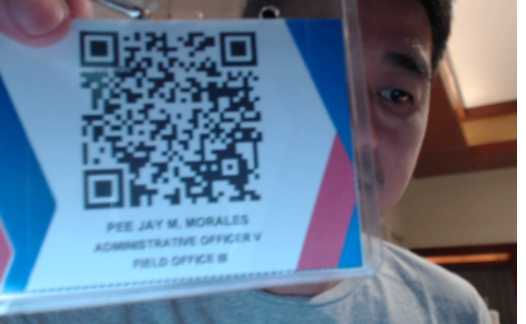 PEE JAY M. MORALES
ADMINISTRATIVE OFFICER V
FIELD OFFICE III